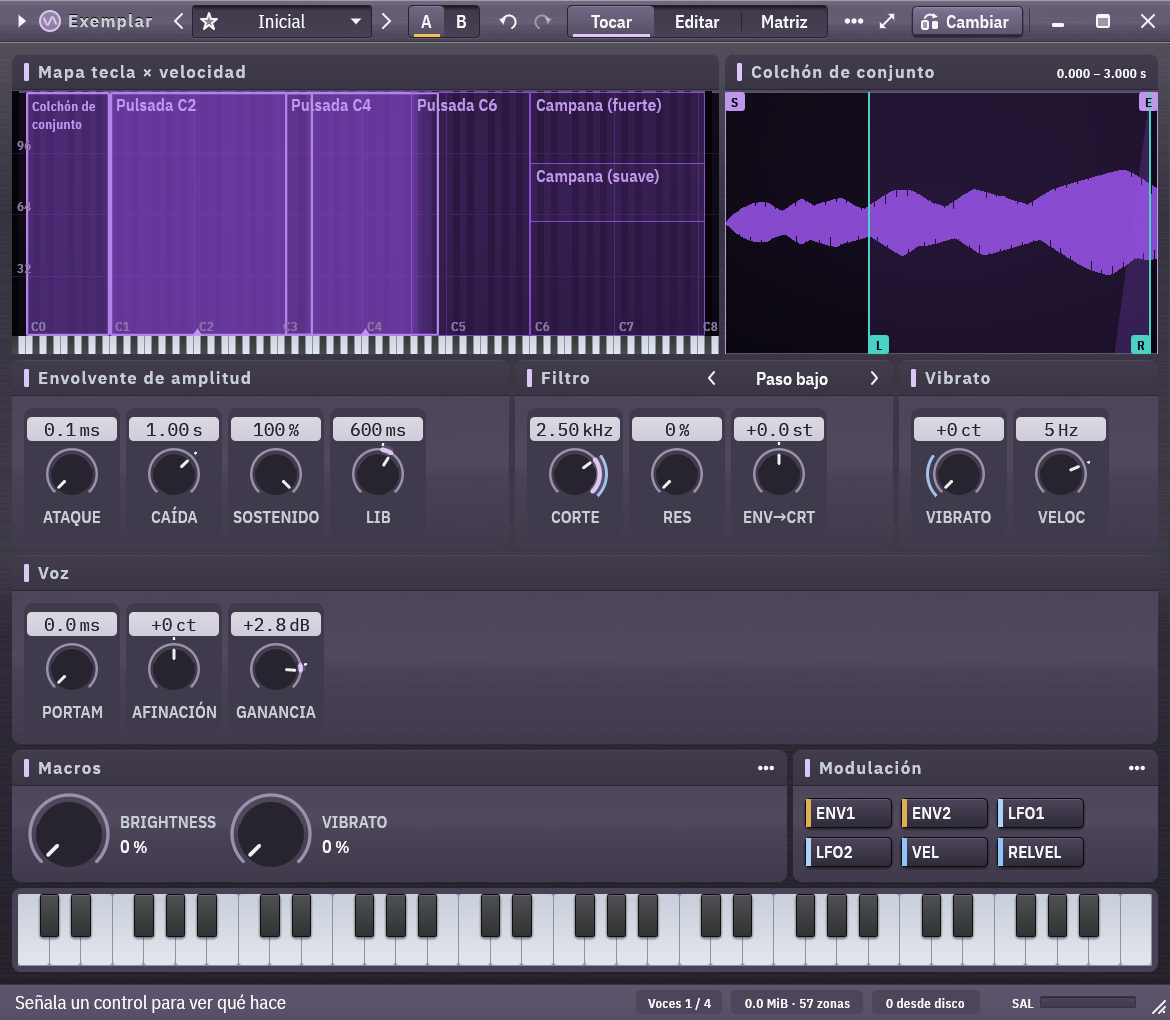 Exemplar
Inicial
A B
Tocar Editar Matriz
Cambiar
Mapa tecla × velocidad
Colchón de conjunto
0.000 – 3.000 s
Colchón de
conjunto
Pulsada C2
Pulsada C4
Pulsada C6
Campana (fuerte)
Campana (suave)
96
64
32
C0 C1 C2 C3 C4 C5 C6 C7 C8
S
E
L
R
Envolvente de amplitud
Filtro
Paso bajo
Vibrato
0.1 ms 1.00 s 100 % 600 ms 2.50 kHz 0 % +0.0 st +0 ct 5 Hz
ATAQUE CAÍDA SOSTENIDO LIB CORTE RES ENV→CRT VIBRATO VELOC
Voz
0.0 ms +0 ct +2.8 dB
PORTAM AFINACIÓN GANANCIA
Macros
Modulación
BRIGHTNESS
0 %
VIBRATO
0 %
ENV1 ENV2 LFO1
LFO2 VEL RELVEL
Señala un control para ver qué hace
Voces 1 / 4
0.0 MiB · 57 zonas
0 desde disco
SAL